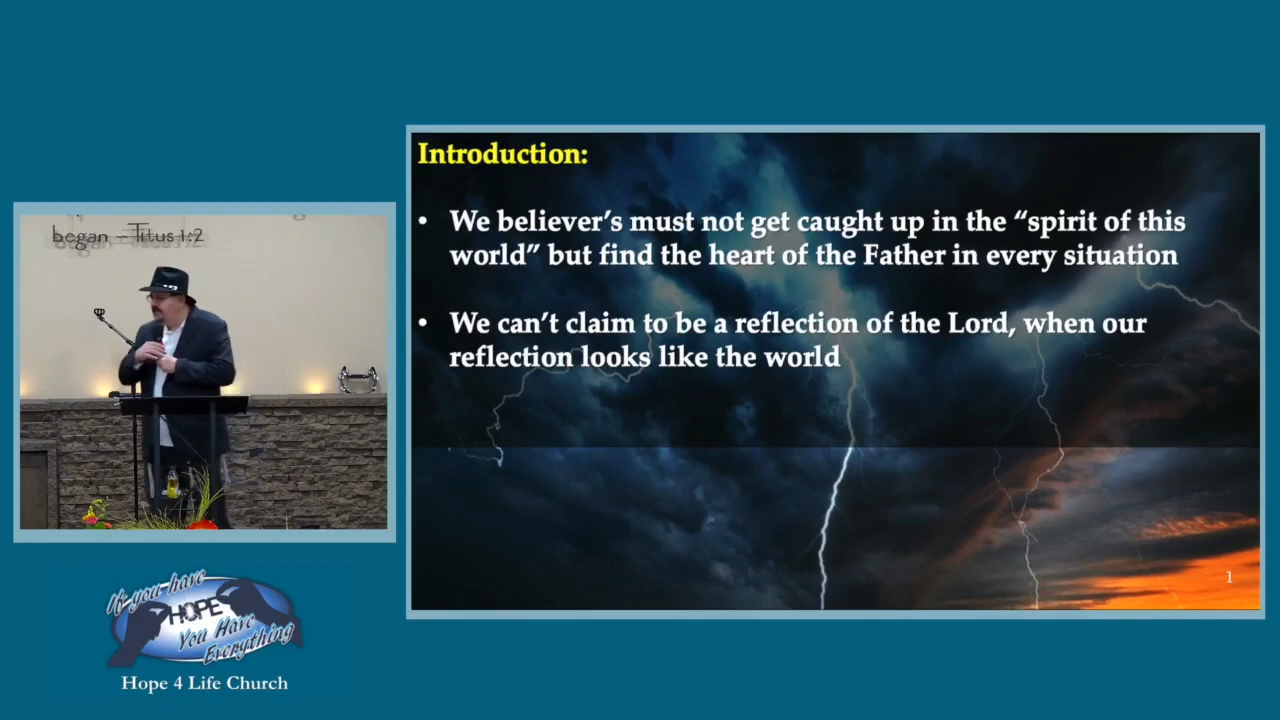 began - Titus 1:2
Introduction:
• We believer's must not get caught up in the “spirit of this
world” but find the heart of the Father in every situation
• We can't claim to be a reflection of the Lord, when our
reflection looks like the world
1
If you have
HOPE
You Have
Everything
Hope 4 Life Church